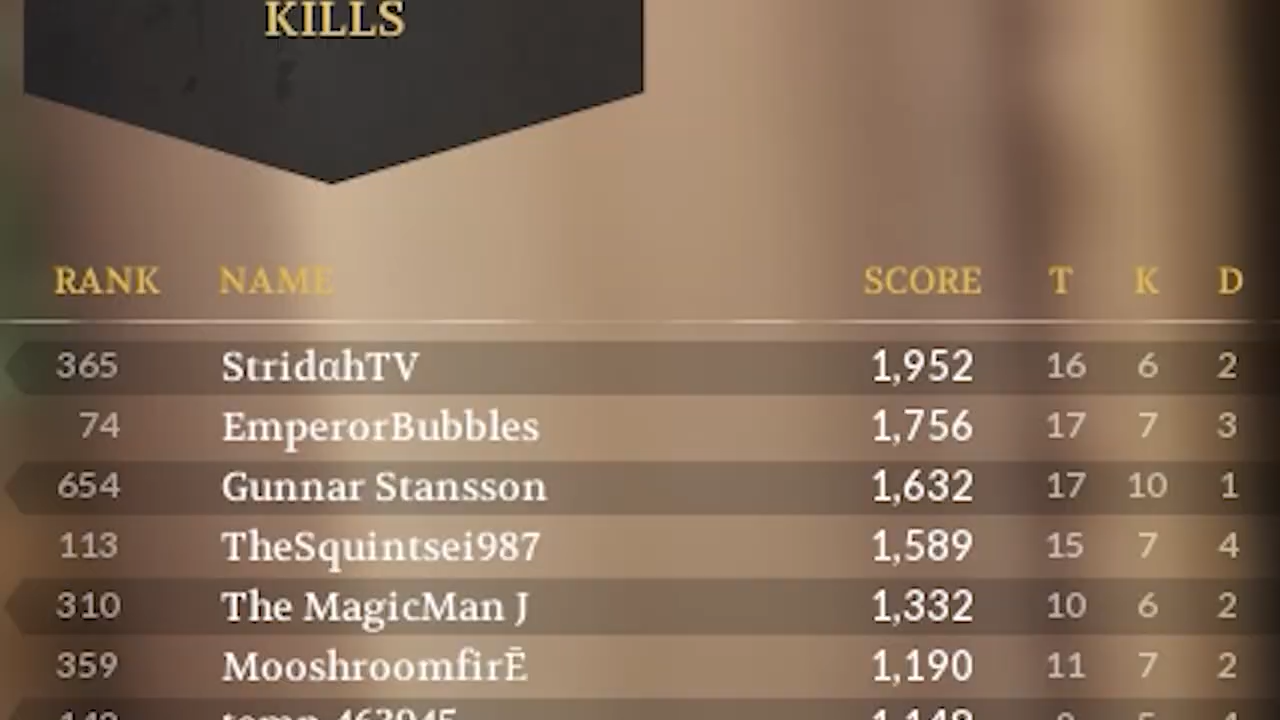 KILLS
RANK NAME SCORE T K D
365 StridαhTV 1,952 16 6 2
74 EmperorBubbles 1,756 17 7 3
654 Gunnar Stansson 1,632 17 10 1
113 TheSquintsei987 1,589 15 7 4
310 The MagicMan J 1,332 10 6 2
359 MooshroomfirĒ 1,190 11 7 2